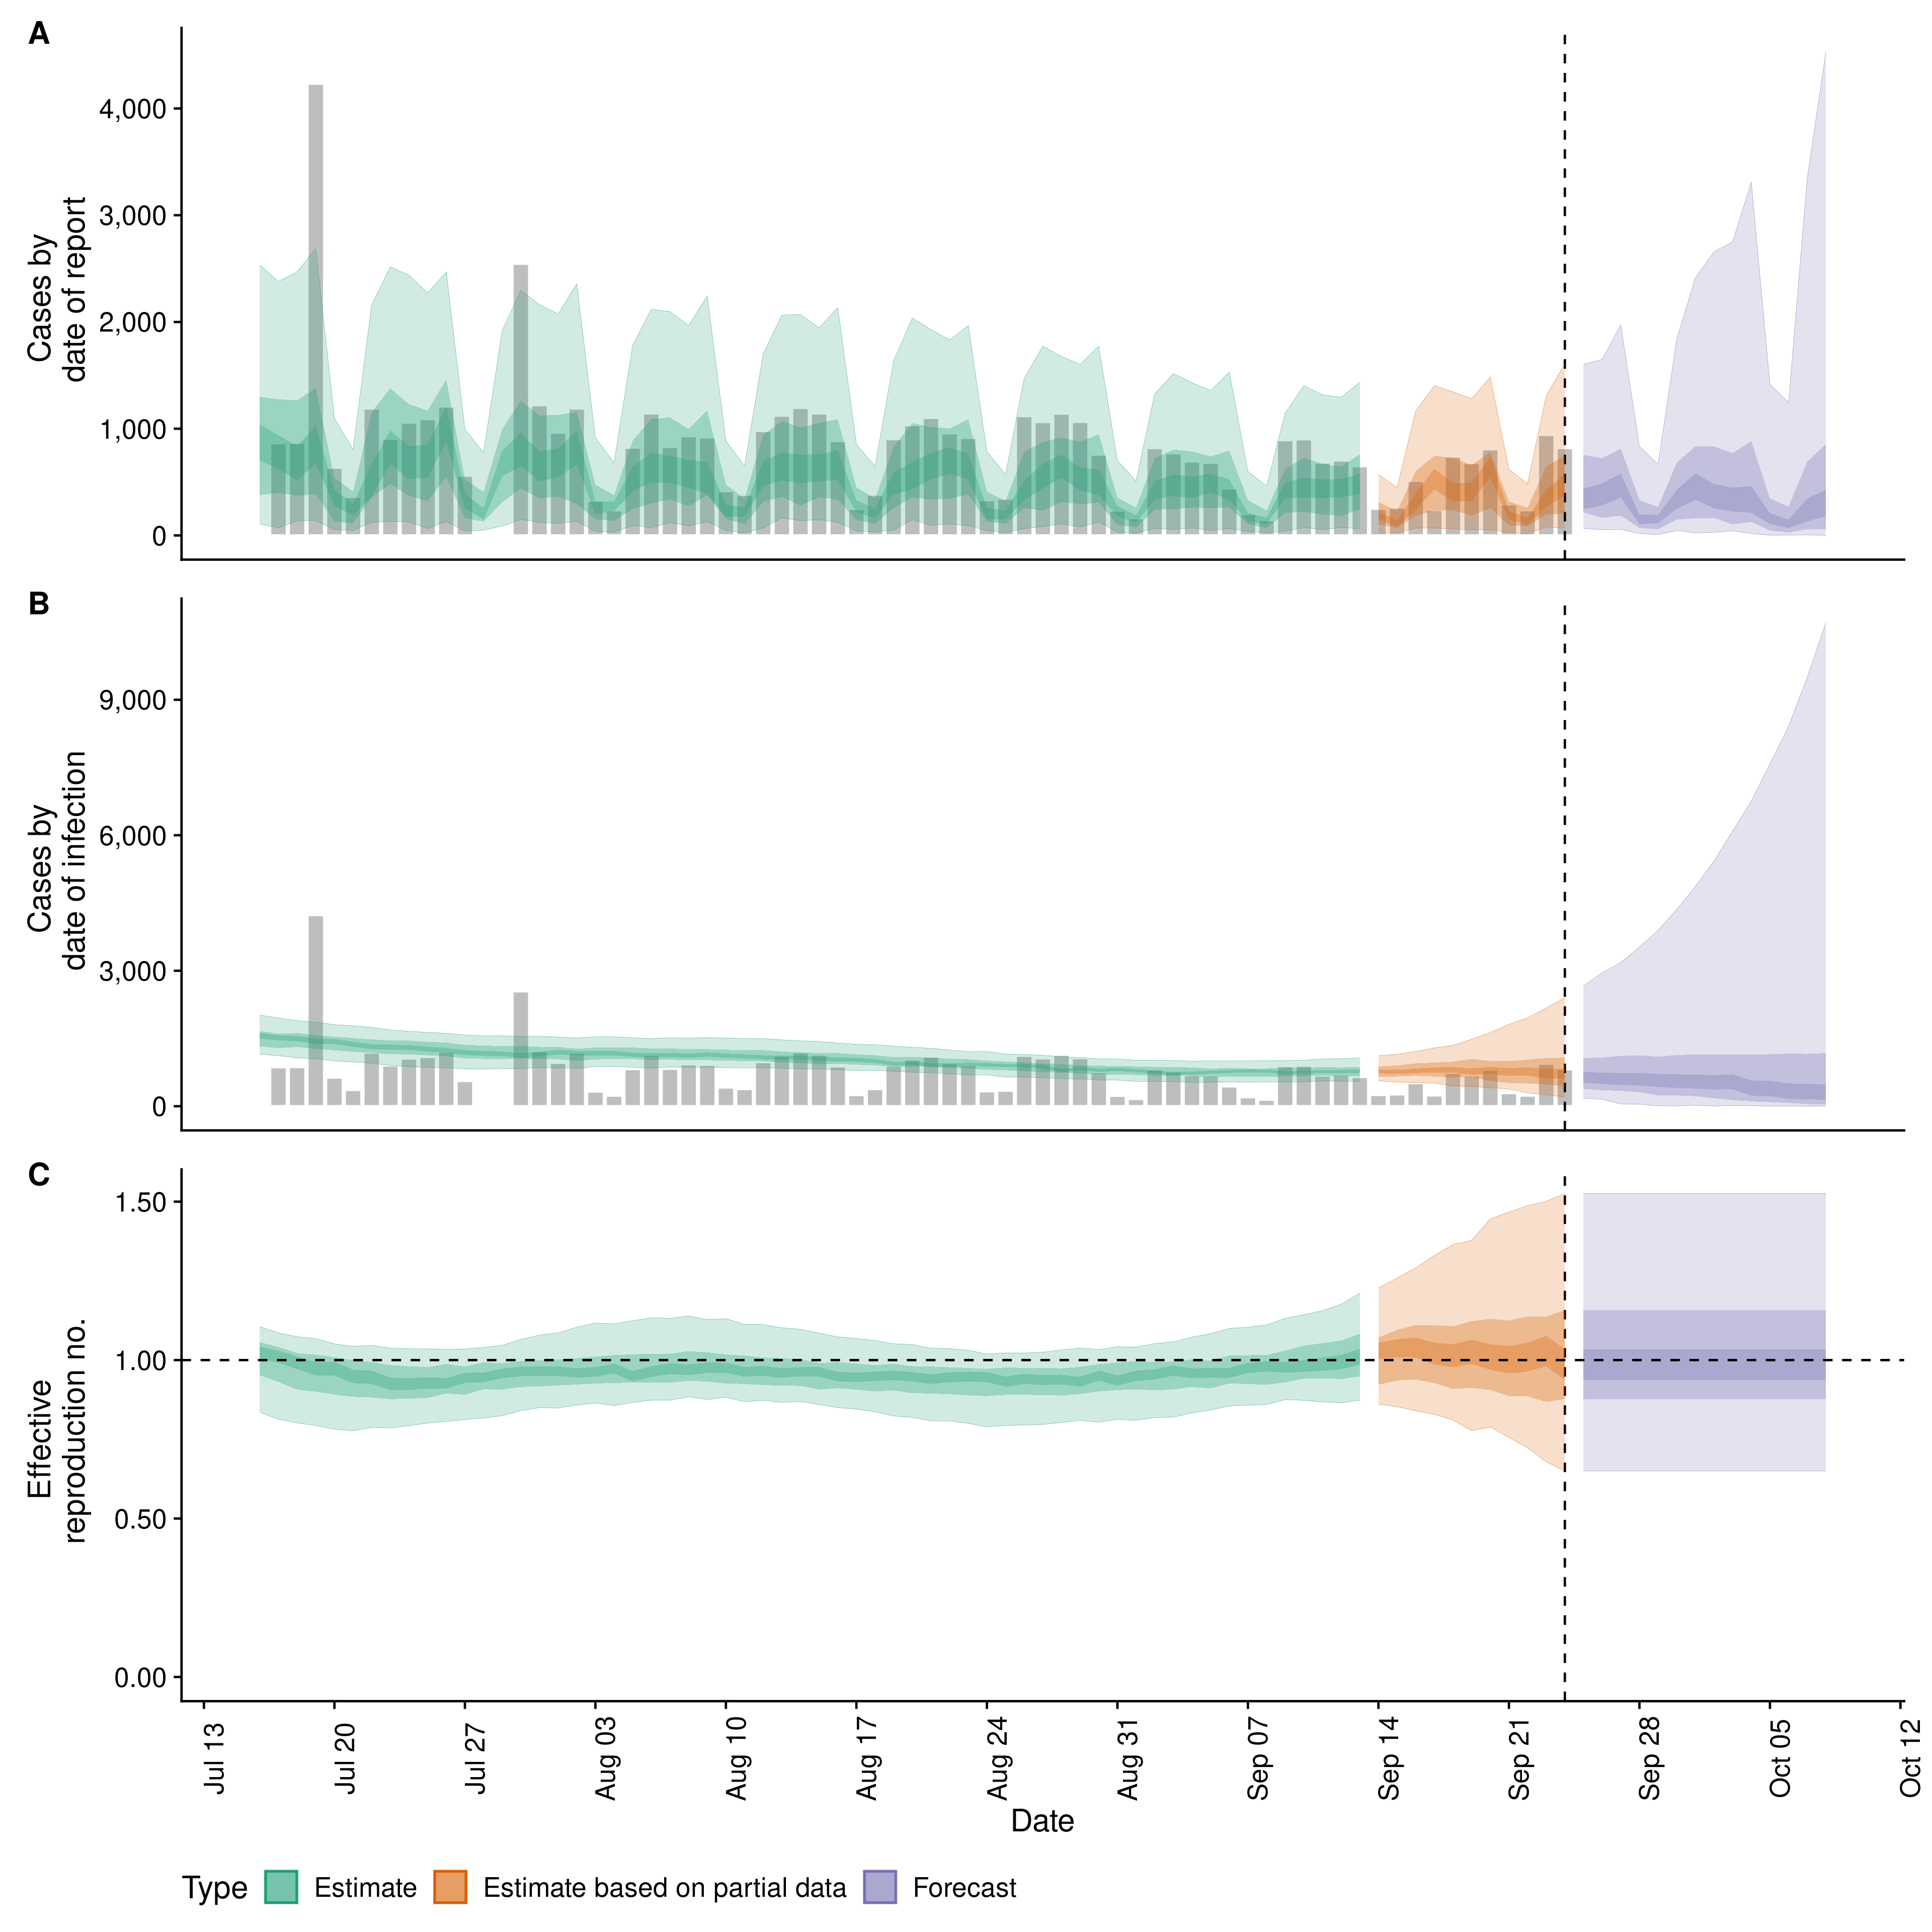 A
Cases by
date of report
4,000
3,000
2,000
1,000
0
B
Cases by
date of infection
9,000
6,000
3,000
0
C
Effective
reproduction no.
1.50
1.00
0.50
0.00
Jul 13
Jul 20
Jul 27
Aug 03
Aug 10
Aug 17
Aug 24
Aug 31
Sep 07
Sep 14
Sep 21
Sep 28
Oct 05
Oct 12
Date
Type Estimate Estimate based on partial data Forecast